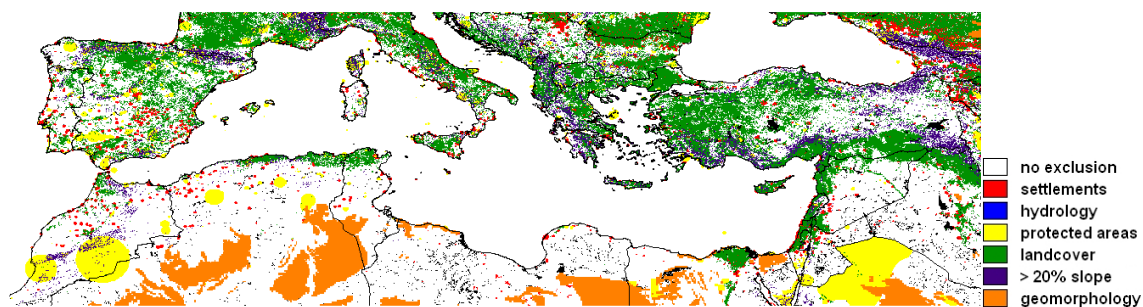 no exclusion
settlements
hydrology
protected areas
landcover
> 20% slope
geomorphology